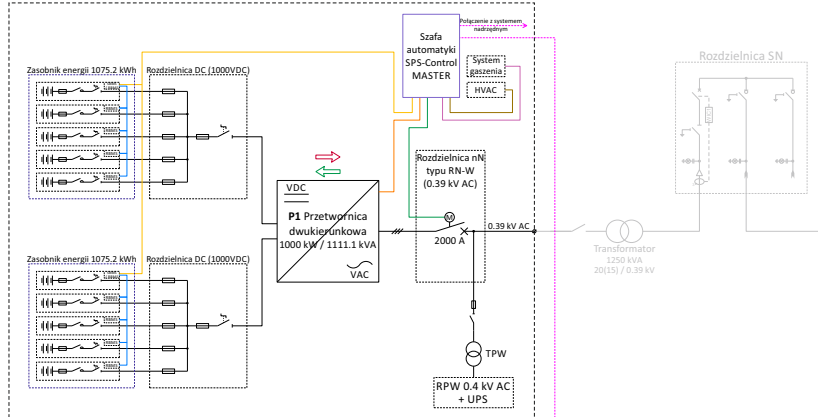 Połączenie z systemem
nadrzędnym
Szafa
automatyki
SPS-Control
MASTER
System
gaszenia
HVAC
Rozdzielnica SN
Zasobnik energii 1075.2 kWh
Rozdzielnica DC (1000VDC)
Rozdzielnica nN
typu RN-W
(0.39 kV AC)
VDC
P1 Przetwornica
dwukierunkowa
1000 kW / 1111.1 kVA
VAC
M
2000 A
0.39 kV AC
Transformator
1250 kVA
20(15) / 0.39 kV
Zasobnik energii 1075.2 kWh
Rozdzielnica DC (1000VDC)
TPW
RPW 0.4 kV AC
+ UPS